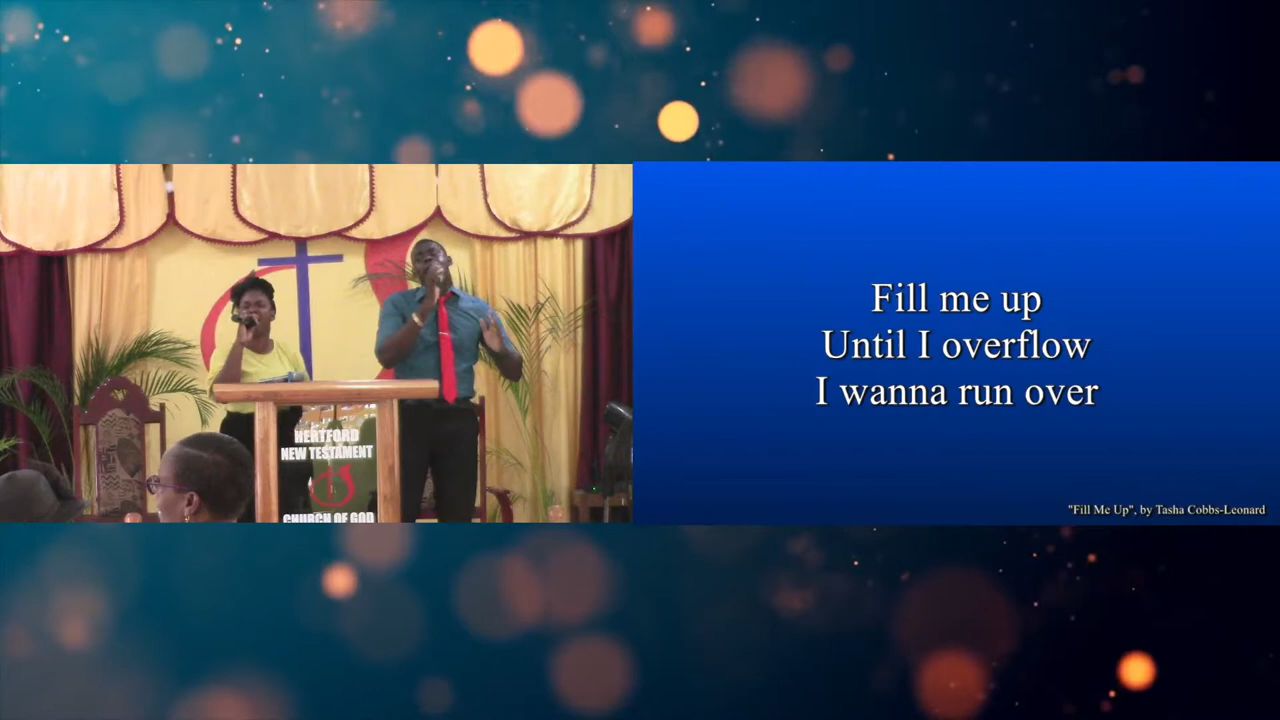 HERTFORD
NEW TESTAMENT
CHURCH OF GOD
Fill me up
Until I overflow
I wanna run over
"Fill Me Up", by Tasha Cobbs-Leonard